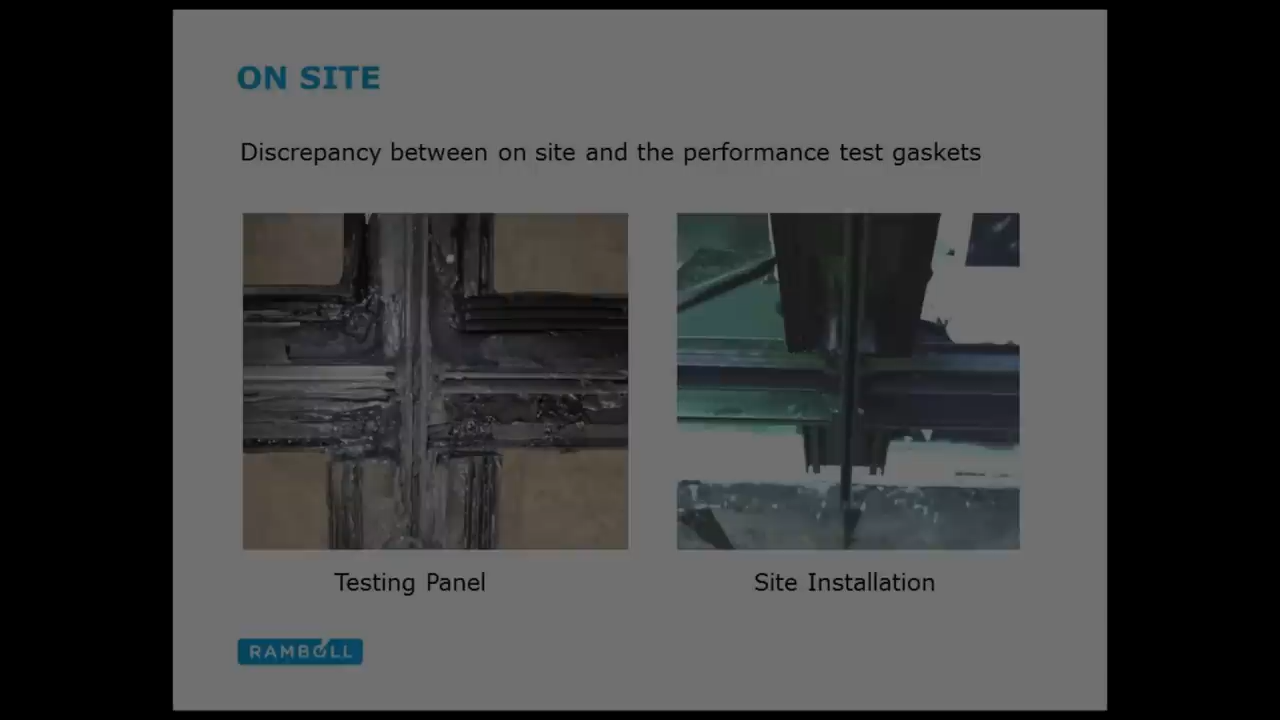 ON SITE
Discrepancy between on site and the performance test gaskets
Testing Panel
Site Installation
RAMBOLL